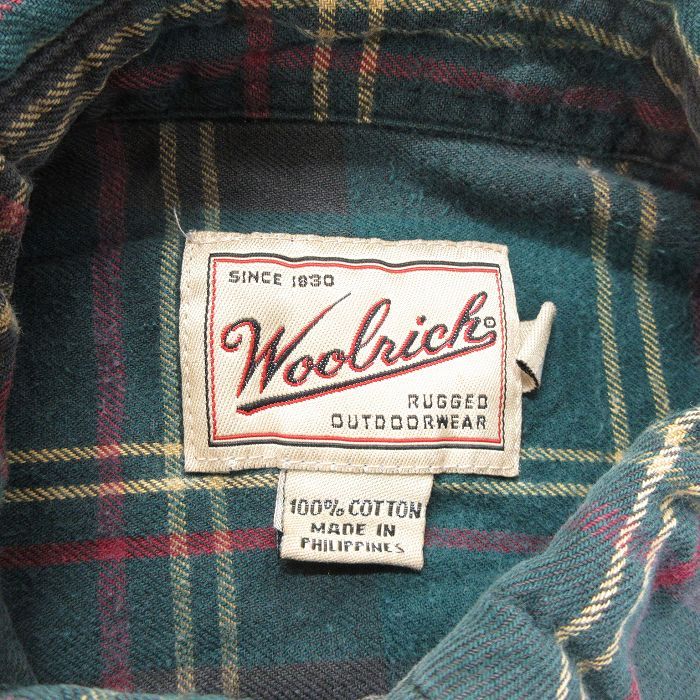 SINCE 1830
Woolrich®
RUGGED
OUTDOORWEAR
100% COTTON
MADE IN
PHILIPPINES